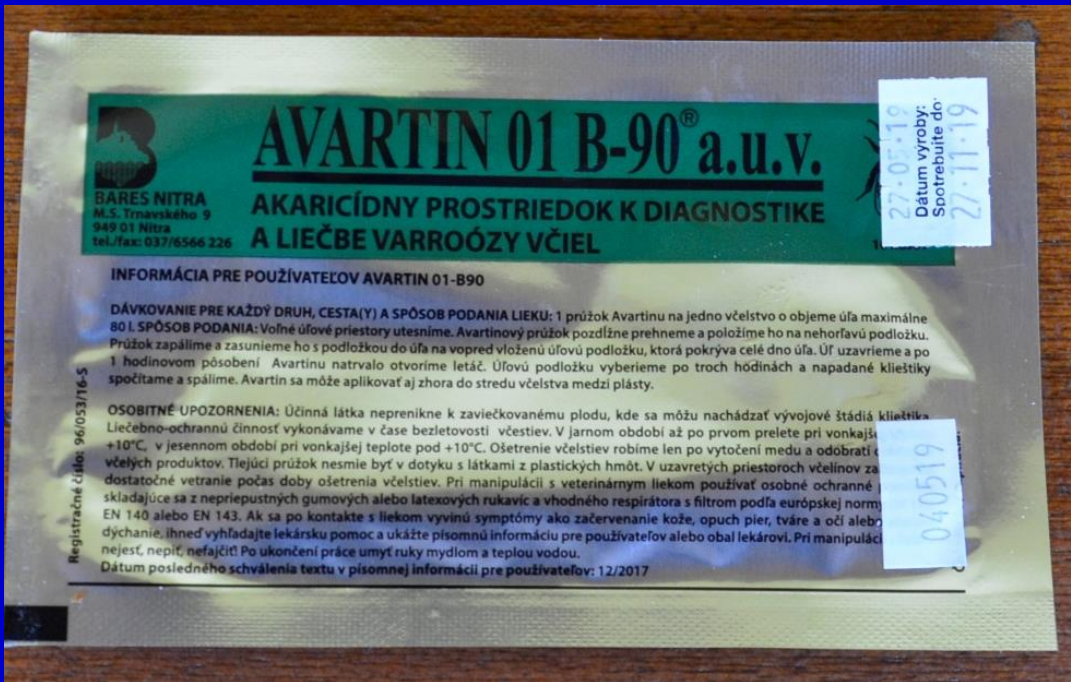 AVARTIN 01 B-90® a.u.v.
BARES NITRA
M.S. Trnavského 9
949 01 Nitra
tel./fax: 037/6566 226
AKARICÍDNY PROSTRIEDOK K DIAGNOSTIKE
A LIEČBE VARROÓZY VČIEL
Dátum výroby:
27·05·19
Spotrebuite do:
27·11·19
INFORMÁCIA PRE POUŽÍVATEĽOV AVARTIN 01-B90
DÁVKOVANIE PRE KAŽDÝ DRUH, CESTA(Y) A SPÔSOB PODANIA LIEKU: 1 prúžok Avartinu na jedno včelstvo o objeme úľa maximálne
80 l. SPÔSOB PODANIA: Voľné úľové priestory utesníme. Avartinový prúžok pozdĺžne prehneme a položíme ho na nehorľavú podložku.
Prúžok zapálime a zasunieme ho s podložkou do úľa na vopred vloženú úľovú podložku, ktorá pokrýva celé dno úľa. Úľ uzavrieme a po
1 hodinovom pôsobení Avartinu natrvalo otvoríme letáč. Úľovú podložku vyberieme po troch hodinách a napadané klieštiky
spočítame a spálime. Avartin sa môže aplikovať aj zhora do stredu včelstva medzi plásty.
OSOBITNÉ UPOZORNENIA: Účinná látka neprenikne k zaviečkovanému plodu, kde sa môžu nachádzať vývojové štádiá klieštika
Liečebno-ochrannú činnosť vykonávame v čase bezletovosti včestiev. V jarnom období až po prvom prelete pri
+10°C, v jesennom období pri vonkajšej teplote pod +10°C. Ošetrenie včelstiev robíme len po vytočení medu a odobratí
včelých produktov. Tlejúci prúžok nesmie byť v dotyku s látkami z plastických hmôt. V uzavretých priestoroch včelínov
dostatočné vetranie počas doby ošetrenia včelstiev. Pri manipulácii s veterinárnym liekom používať osobné ochranné
skladajúce sa z nepriepustných gumových alebo latexových rukavíc a vhodného respirátora s filtrom podľa európskej
EN 140 alebo EN 143. Ak sa po kontakte s liekom vyvinú symptómy ako začervenanie kože, opuch pier, tváre a očí
dýchanie, ihneď vyhľadajte lekársku pomoc a ukážte písomnú informáciu pre používateľov alebo obal lekárovi. Pri
nejesť, nepiť, nefajčiť! Po ukončení práce umyť ruky mydlom a teplou vodou.
Dátum posledného schválenia textu v písomnej informácii pre používateľov: 12/2017
Registračné číslo: 96/053/16-S
040519